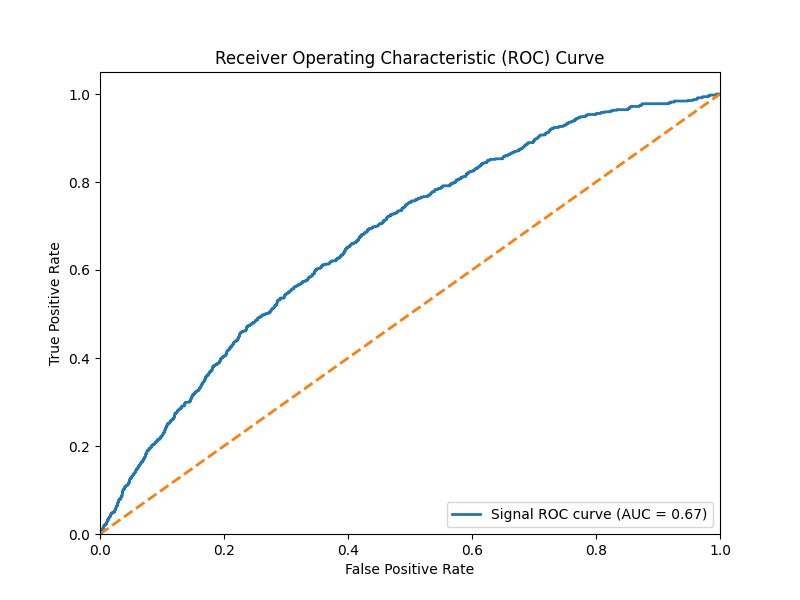 Receiver Operating Characteristic (ROC) Curve
True Positive Rate
1.0
0.8
0.6
0.4
0.2
0.0
Signal ROC curve (AUC = 0.67)
0.0 0.2 0.4 0.6 0.8 1.0
False Positive Rate